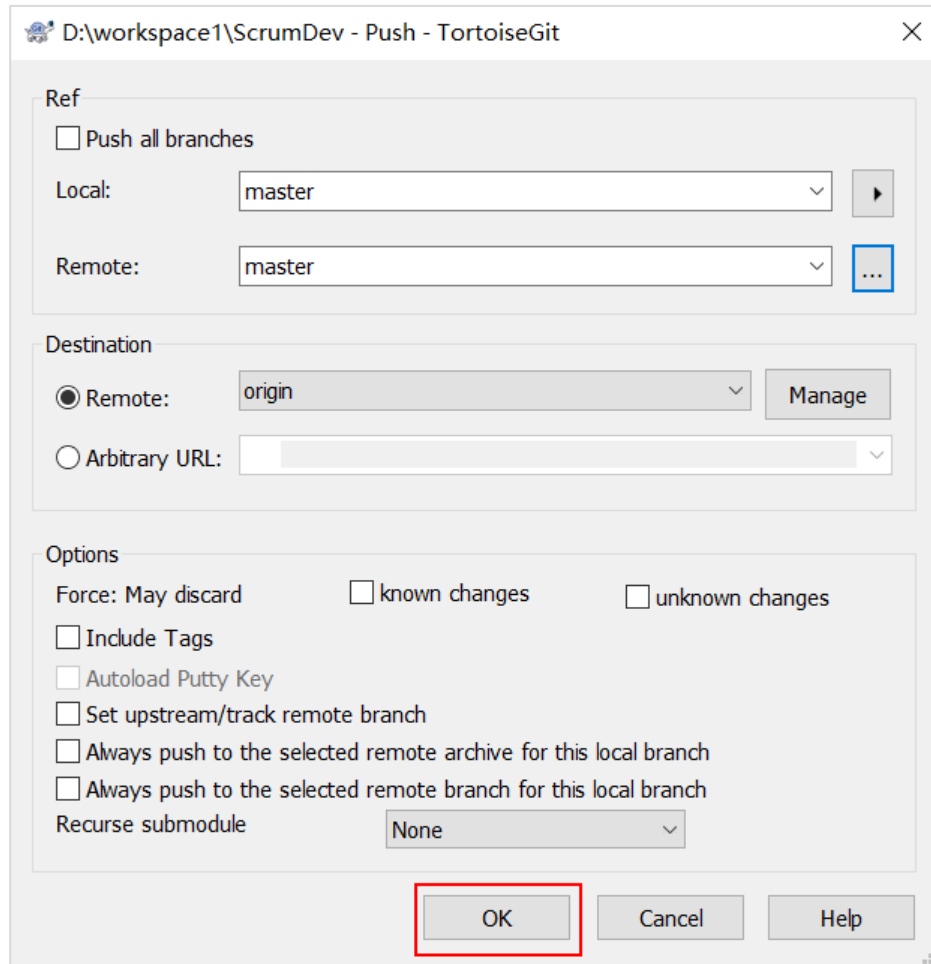 D:\workspace1\ScrumDev - Push - TortoiseGit
Ref
Push all branches
Local: master
Remote: master ...
Destination
Remote: origin Manage
Arbitrary URL:
Options
Force: May discard known changes unknown changes
Include Tags
Autoload Putty Key
Set upstream/track remote branch
Always push to the selected remote archive for this local branch
Always push to the selected remote branch for this local branch
Recurse submodule None
OK Cancel Help